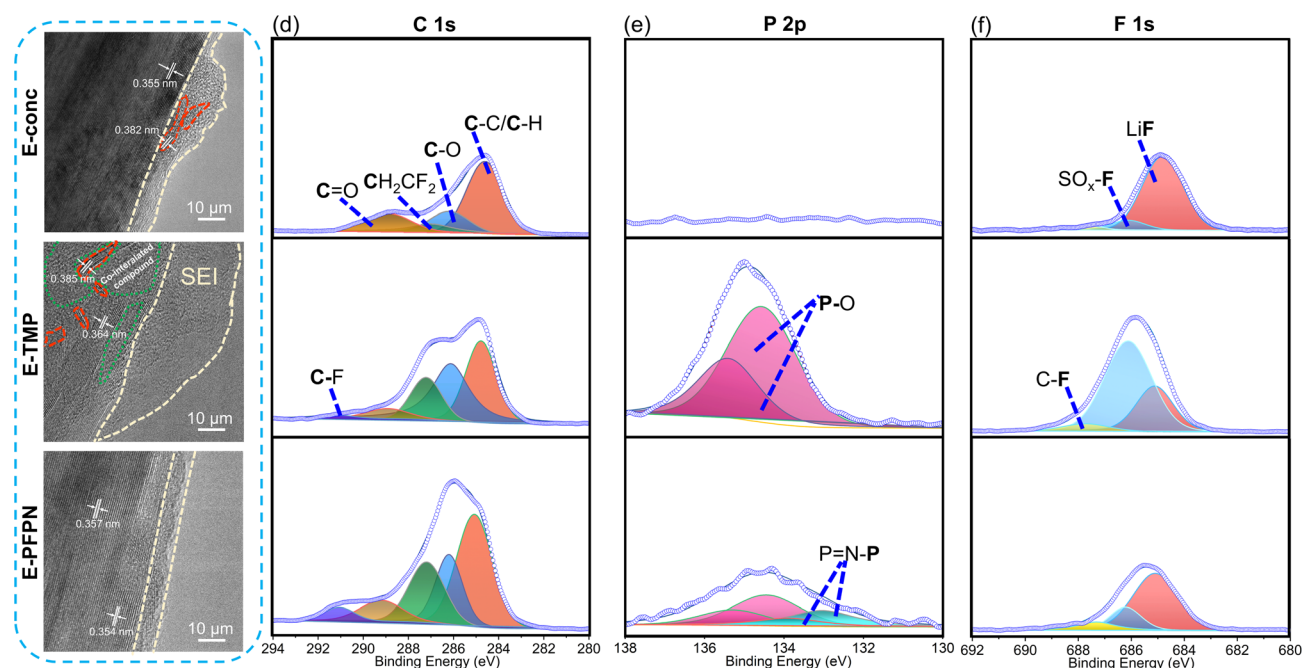 (d)
C 1s
(e)
P 2p
(f)
F 1s
E-conc
0.355 nm
0.382 nm
10 μm
C=O
CH2CF2
C-O
C-C/C-H
SOx-F
LiF
E-TMP
0.385 nm
Co-interalated
compound
0.364 nm
SEI
10 μm
C-F
P-O
C-F
E-PFPN
0.357 nm
0.354 nm
10 μm
P=N-P
294 292 290 288 286 284 282 280
Binding Energy (eV)
138 136 134 132 130
Binding Energy (eV)
692 690 688 686 684 682 680
Binding Energy (eV)